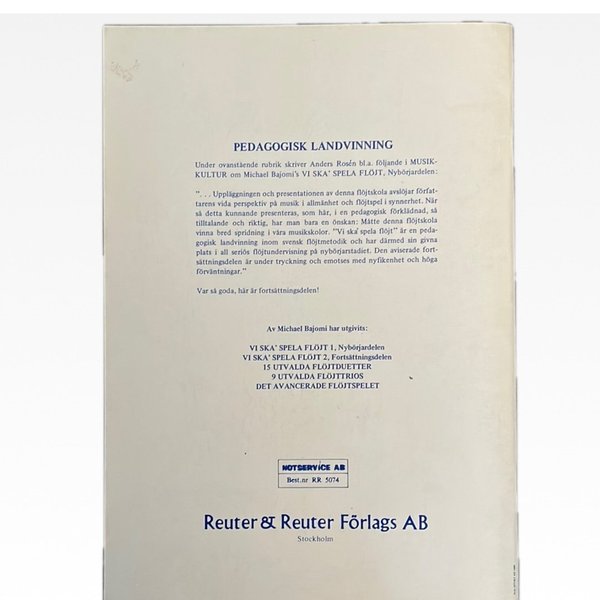 PEDAGOGISK LANDVINNING
Under ovanstående rubrik skriver Anders Rosén bl.a. följande i MUSIK-
KULTUR om Michael Bajomi's VI SKA' SPELA FLÖJT, Nybörjardelen:
". . . Uppläggningen och presentationen av denna flöjtskola avslöjar förfat-
tarens vida perspektiv på musik i allmänhet och flöjtspel i synnerhet. När
så detta kunnande presenteras, som här, i en pedagogisk förklädnad, så
tilltalande och riktig, har man bara en önskan: Måtte denna flöjtskola
vinna bred spridning i våra musikskolor. "Vi ska' spela flöjt" är en peda-
gogisk landvinning inom svensk flöjtmetodik och har därmed sin givna
plats i all seriös flöjtundervisning på nybörjarstadiet. Den aviserade fort-
sättningsdelen är under tryckning och emotses med nyfikenhet och höga
förväntningar."
Var så goda, här är fortsättningsdelen!
Av Michael Bajomi har utgivits:
VI SKA' SPELA FLÖJT 1, Nybörjardelen
VI SKA' SPELA FLÖJT 2, Fortsättningsdelen
15 UTVALDA FLÖJTDUETTER
9 UTVALDA FLÖJTTRIOS
DET AVANCERADE FLÖJTSPELET
NOTSERVICE AB
Best.nr RR 5074
Reuter & Reuter Förlags AB
Stockholm